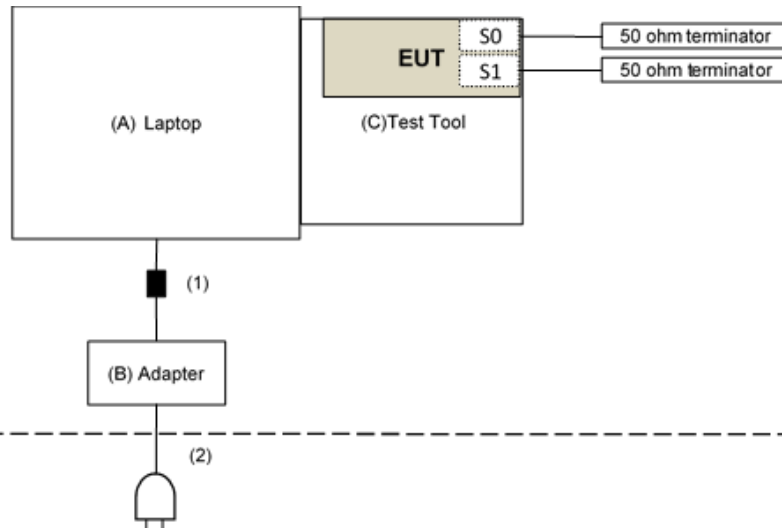 S0
50 ohm terminator
EUT
S1
50 ohm terminator
(A) Laptop
(C)Test Tool
(1)
(B) Adapter
(2)